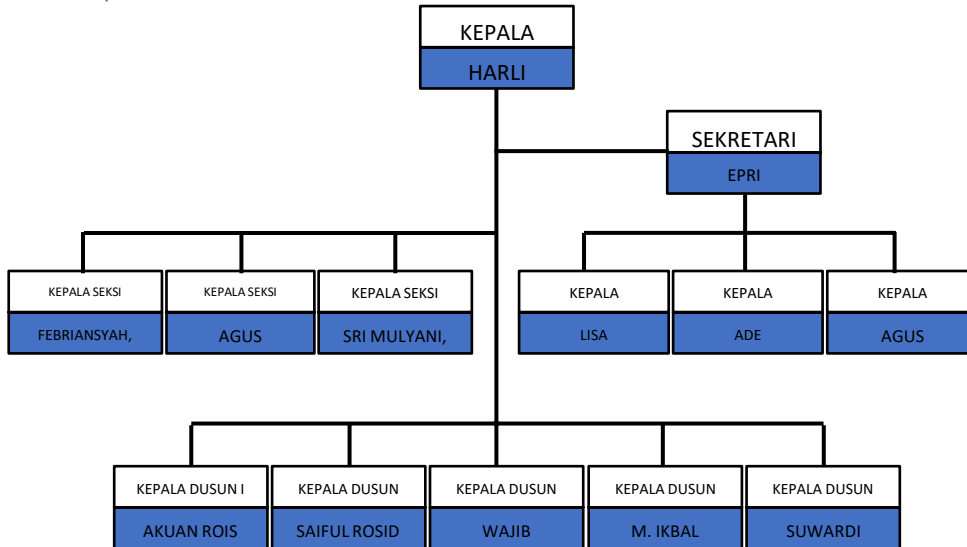 KEPALA
HARLI
SEKRETARI
EPRI
KEPALA SEKSI
FEBRIANSYAH,
KEPALA SEKSI
AGUS
KEPALA SEKSI
SRI MULYANI,
KEPALA
LISA
KEPALA
ADE
KEPALA
AGUS
KEPALA DUSUN I
AKUAN ROIS
KEPALA DUSUN
SAIFUL ROSID
KEPALA DUSUN
WAJIB
KEPALA DUSUN
M. IKBAL
KEPALA DUSUN
SUWARDI